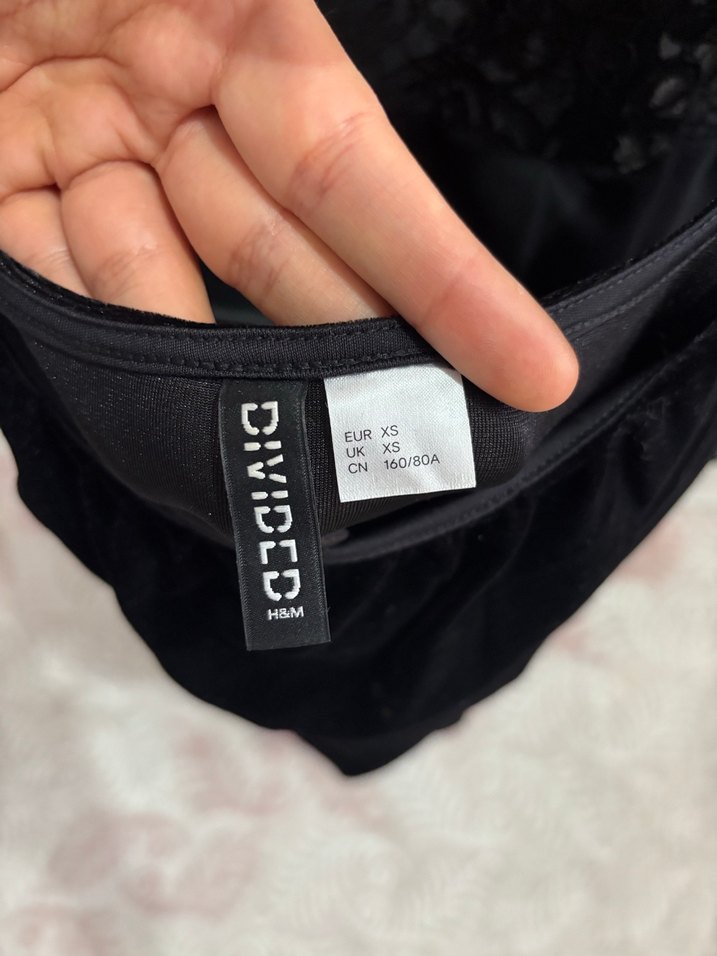 DIVIDED
H&M
EUR XS
UK XS
CN 160/80A